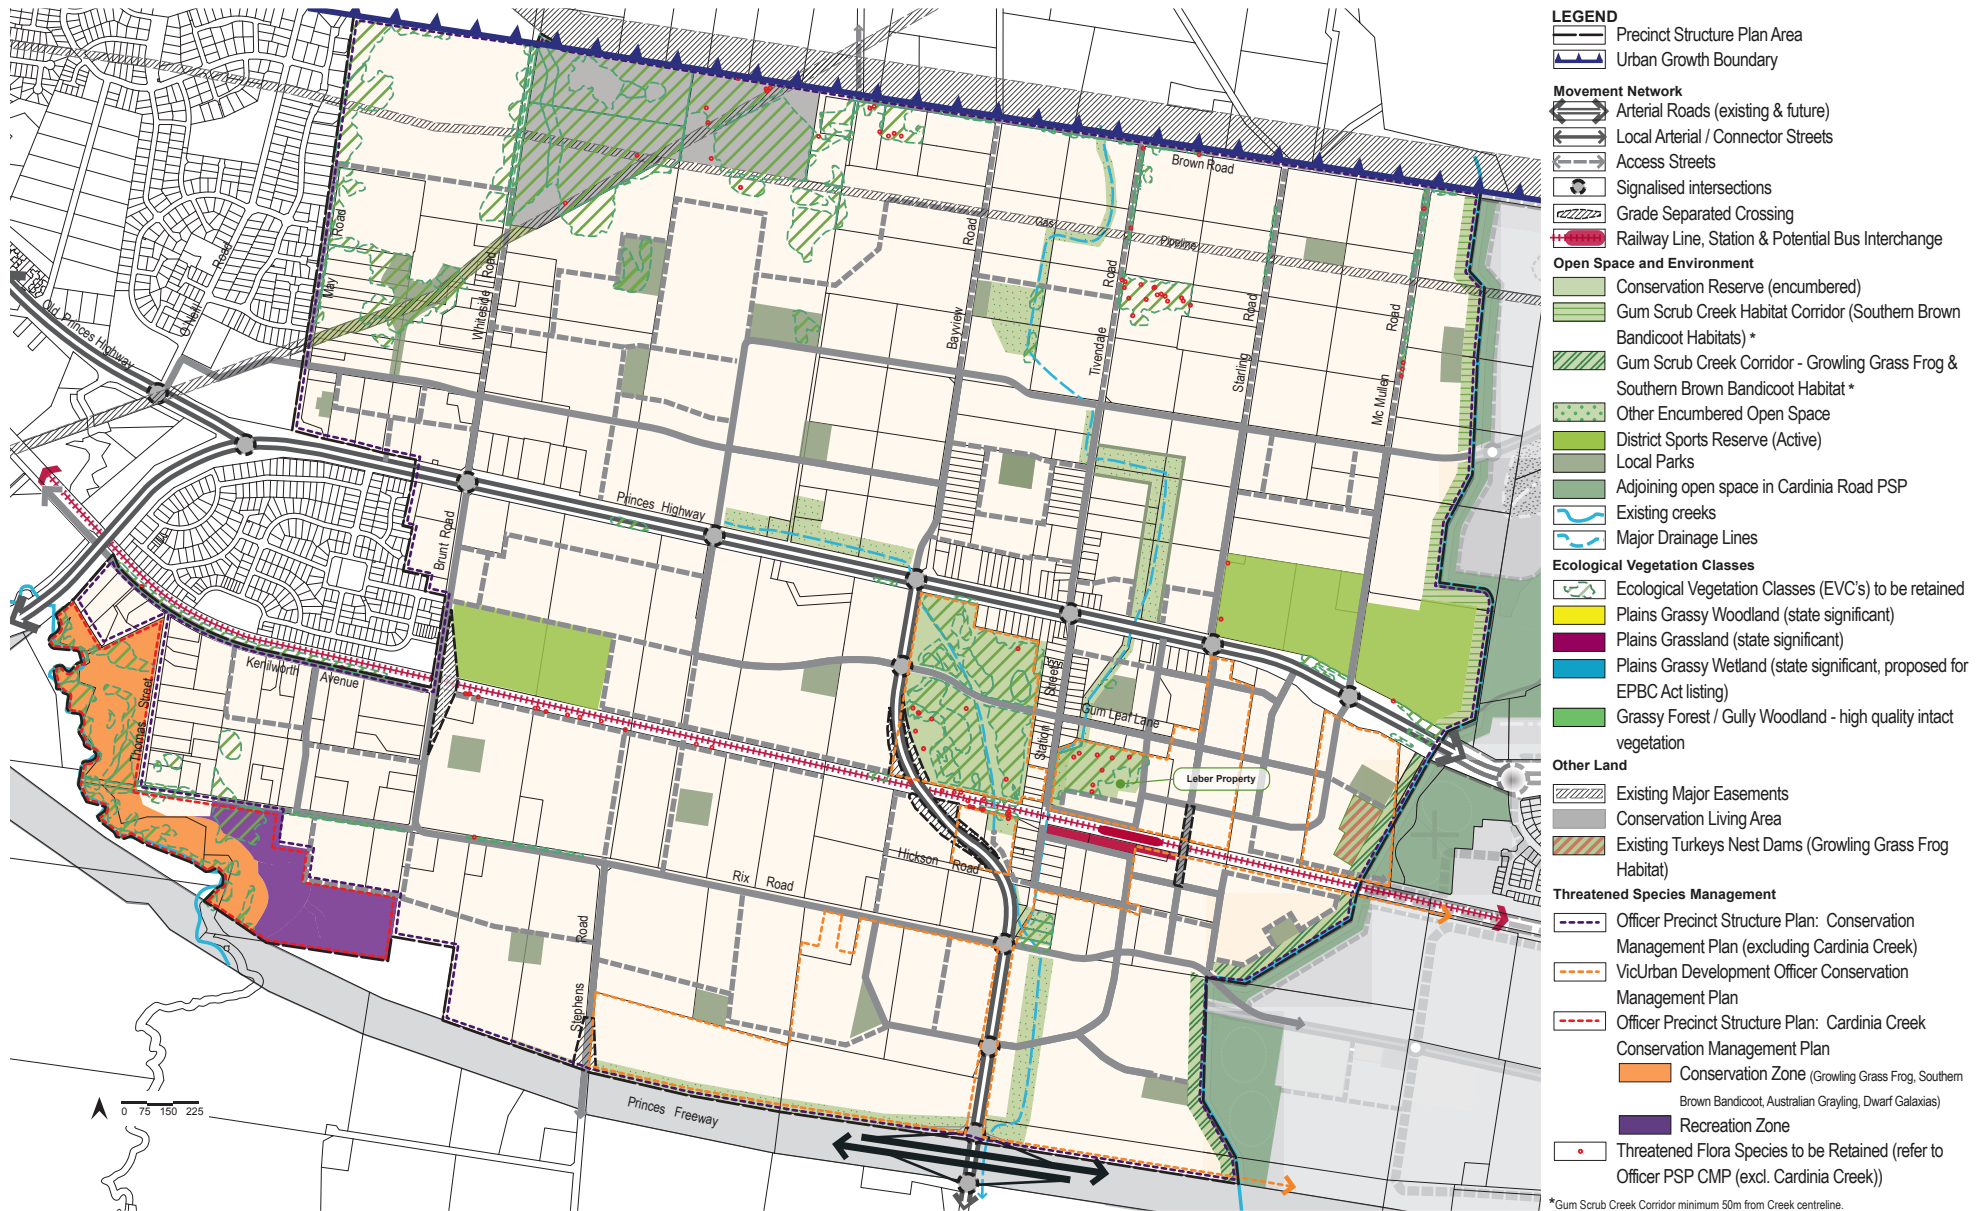 LEGEND
Precinct Structure Plan Area
Urban Growth Boundary
Movement Network
Arterial Roads (existing & future)
Local Arterial / Connector Streets
Access Streets
Signalised intersections
Grade Separated Crossing
Railway Line, Station & Potential Bus Interchange
Open Space and Environment
Conservation Reserve (encumbered)
Gum Scrub Creek Habitat Corridor (Southern Brown
Bandicoot Habitats) *
Gum Scrub Creek Corridor - Growling Grass Frog &
Southern Brown Bandicoot Habitat *
Other Encumbered Open Space
District Sports Reserve (Active)
Local Parks
Adjoining open space in Cardinia Road PSP
Existing creeks
Major Drainage Lines
Ecological Vegetation Classes
Ecological Vegetation Classes (EVC's) to be retained
Plains Grassy Woodland (state significant)
Plains Grassland (state significant)
Plains Grassy Wetland (state significant, proposed for
EPBC Act listing)
Grassy Forest / Gully Woodland - high quality intact
vegetation
Other Land
Existing Major Easements
Conservation Living Area
Existing Turkeys Nest Dams (Growling Grass Frog
Habitat)
Threatened Species Management
Officer Precinct Structure Plan: Conservation
Management Plan (excluding Cardinia Creek)
VicUrban Development Officer Conservation
Management Plan
Officer Precinct Structure Plan: Cardinia Creek
Conservation Management Plan
Conservation Zone (Growling Grass Frog, Southern
Brown Bandicoot, Australian Grayling, Dwarf Galaxias)
Recreation Zone
Threatened Flora Species to be Retained (refer to
Officer PSP CMP (excl. Cardinia Creek))
*Gum Scrub Creek Corridor minimum 50m from Creek centreline.
Brown Road
Gas
Pipeline
May Road
O'Neil Road
Whiteside Road
Bayview Road
Tivendale Road
Starling Road
Mc Mullen Road
Old Princes Highway
Princes Highway
Brunt Road
Kenilworth Avenue
Thomas Street
Station Street
Gum Leaf Lane
Leber Property
Hickson Road
Rix Road
Stephens Road
Princes Freeway
0 75 150 225